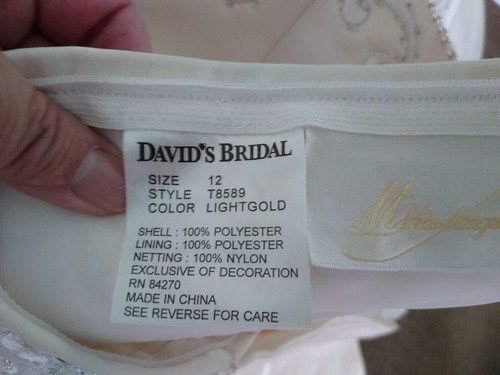 DAVID'S BRIDAL
SIZE 12
STYLE T8589
COLOR LIGHTGOLD
SHELL : 100% POLYESTER
LINING : 100% POLYESTER
NETTING : 100% NYLON
EXCLUSIVE OF DECORATION
RN 84270
MADE IN CHINA
SEE REVERSE FOR CARE